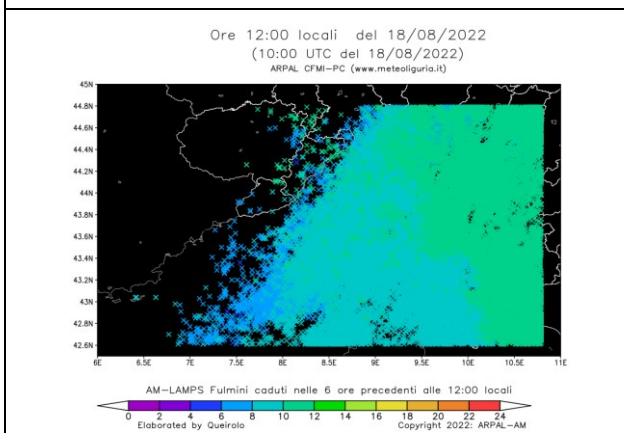 Ore 12:00 locali del 18/08/2022
(10:00 UTC del 18/08/2022)
ARPAL CFMI-PC (www.meteoliguria.it)
45N
44.8N
44.6N
44.4N
44.2N
44N
43.8N
43.6N
43.4N
43.2N
43N
42.8N
42.6N
6E 6.5E 7E 7.5E 8E 8.5E 9E 9.5E 10E 10.5E 11E
AM-LAMPS Fulmini caduti nelle 6 ore precedenti alle 12:00 locali
0 2 4 6 8 10 12 14 16 18 20 22 24
Elaborated by Queirolo Copyright 2022: ARPAL-AM